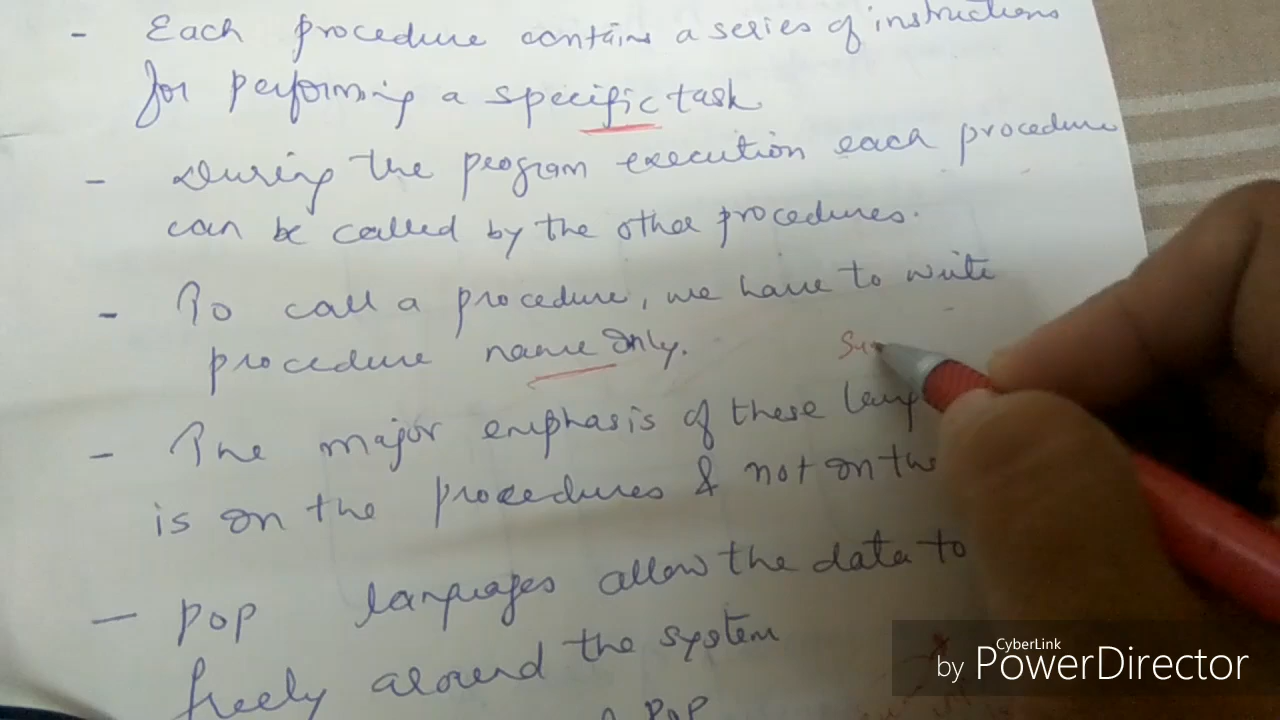 - Each procedure contains a series of instructions
for performing a specific task
- During the program execution each procedure
can be called by the other procedures.
- To call a procedure, we have to write
procedure name only.
- The major emphasis of these
is on the procedures & not on the
- POP languages allow the data to
freely around the system
POP
CyberLink
by PowerDirector